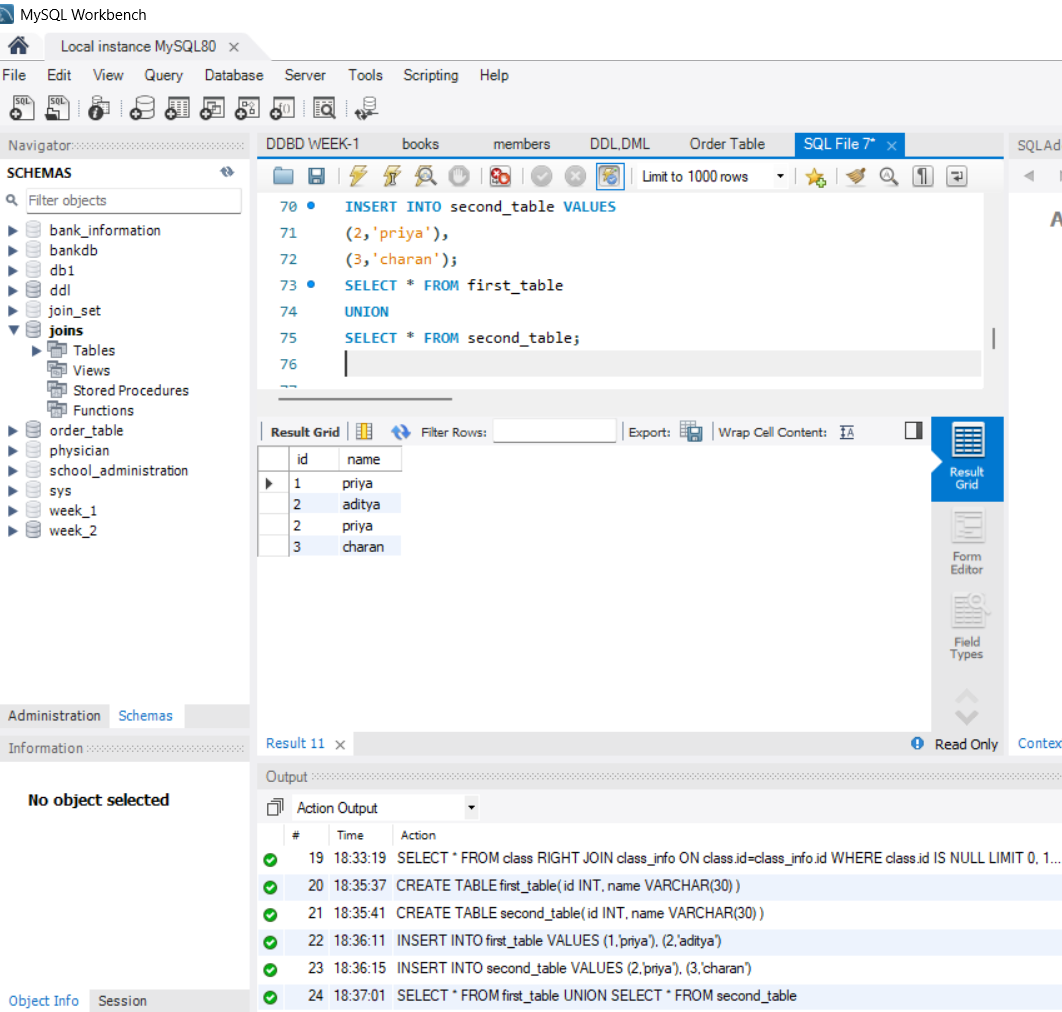 MySQL Workbench
Local instance MySQL80
File Edit View Query Database Server Tools Scripting Help
Navigator
SCHEMAS
Filter objects
bank_information
bankdb
db1
ddl
join_set
joins
Tables
Views
Stored Procedures
Functions
order_table
physician
school_administration
sys
week_1
week_2
Administration Schemas
Information
No object selected
Object Info Session
DDBD WEEK-1 books members DDL,DML Order Table SQL File 7*
Limit to 1000 rows
70 INSERT INTO second_table VALUES
71 (2,'priya'),
72 (3,'charan');
73 SELECT * FROM first_table
74 UNION
75 SELECT * FROM second_table;
76
Result Grid Filter Rows: Export: Wrap Cell Content:
id name
1 priya
2 aditya
2 priya
3 charan
Result Grid
Form Editor
Field Types
Result 11 Read Only
Output
Action Output
# Time Action
19 18:33:19 SELECT * FROM class RIGHT JOIN class_info ON class.id=class_info.id WHERE class.id IS NULL LIMIT 0, 1...
20 18:35:37 CREATE TABLE first_table( id INT, name VARCHAR(30) )
21 18:35:41 CREATE TABLE second_table( id INT, name VARCHAR(30) )
22 18:36:11 INSERT INTO first_table VALUES (1,'priya'), (2,'aditya')
23 18:36:15 INSERT INTO second_table VALUES (2,'priya'), (3,'charan')
24 18:37:01 SELECT * FROM first_table UNION SELECT * FROM second_table
SQLAd
A
Contex